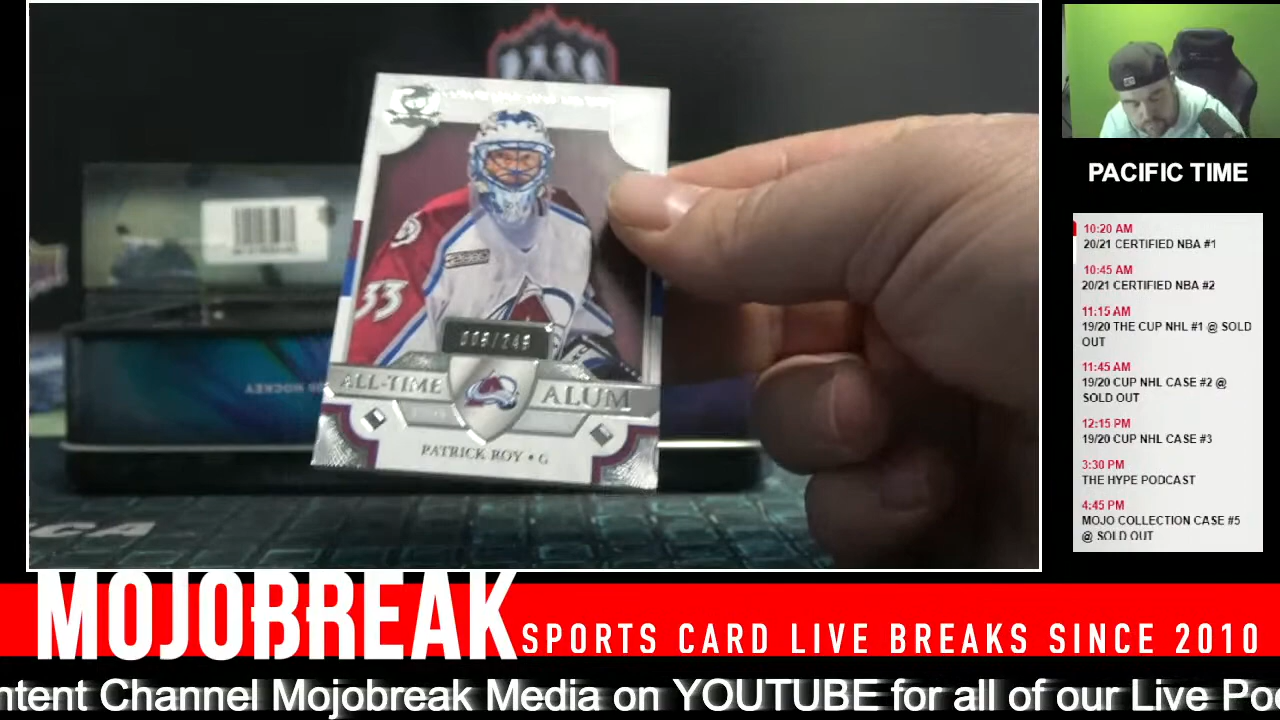 33
009/249
ALL-TIME
ALUM
PATRICK ROY • G
PACIFIC TIME
10:20 AM
20/21 CERTIFIED NBA #1
10:45 AM
20/21 CERTIFIED NBA #2
11:15 AM
19/20 THE CUP NHL #1 @ SOLD
OUT
11:45 AM
19/20 CUP NHL CASE #2 @
SOLD OUT
12:15 PM
19/20 CUP NHL CASE #3
3:30 PM
THE HYPE PODCAST
4:45 PM
MOJO COLLECTION CASE #5
@ SOLD OUT
MOJOBREAK
SPORTS CARD LIVE BREAKS SINCE 2010
ntent Channel Mojobreak Media on YOUTUBE for all of our Live Po